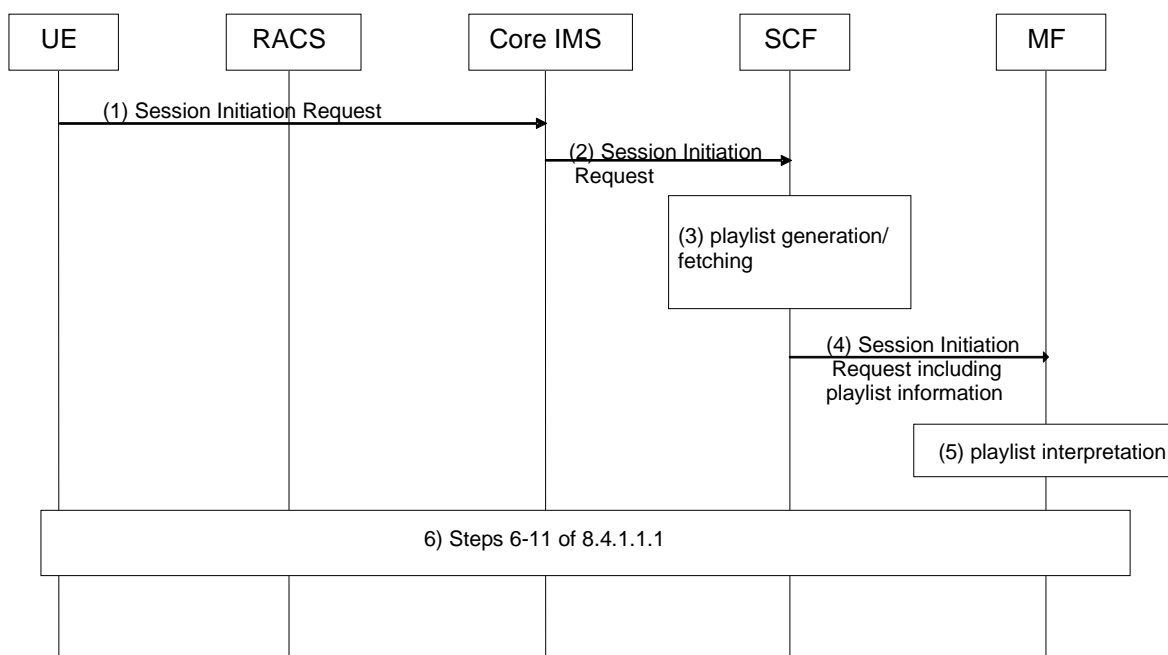 UE
RACS
Core IMS
SCF
MF
(1) Session Initiation Request
(2) Session Initiation
Request
(3) playlist generation/
fetching
(4) Session Initiation
Request including
playlist information
(5) playlist interpretation
6) Steps 6-11 of 8.4.1.1.1